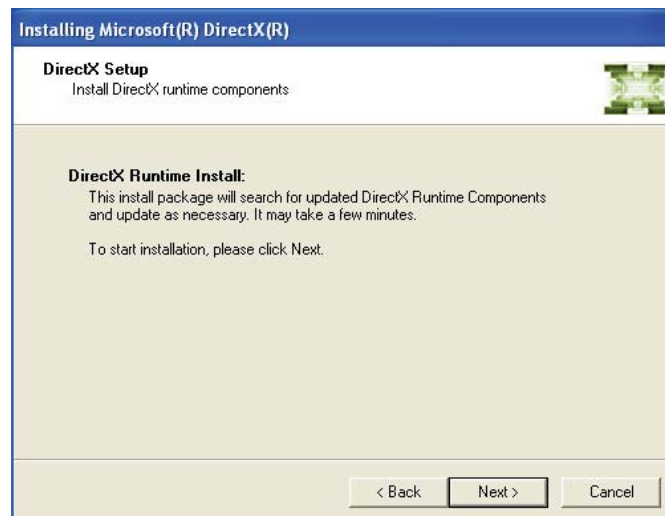 Installing Microsoft(R) DirectX(R)
DirectX Setup
Install DirectX runtime components
DirectX Runtime Install:
This install package will search for updated DirectX Runtime Components
and update as necessary. It may take a few minutes.
To start installation, please click Next.
< Back
Next >
Cancel